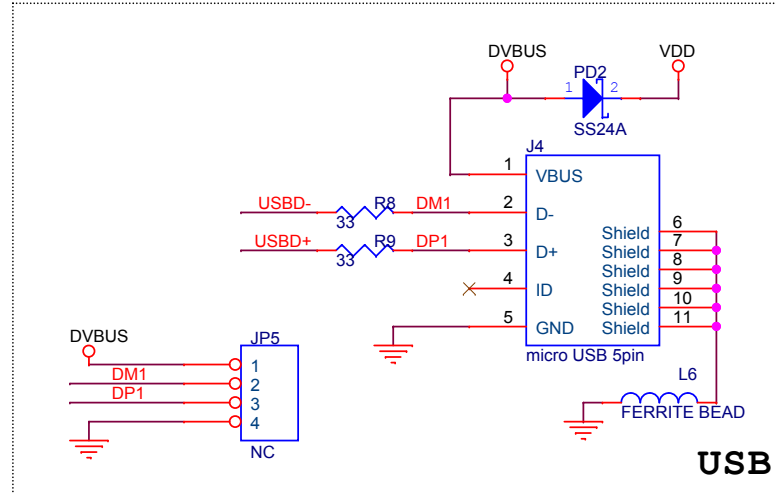 DVBUS VDD
PD2
1 2
SS24A
J4
1 VBUS
USBD- R8 DM1 2 D-
33
6 Shield
USBD+ R9 DP1 3 D+
33
7 Shield
8 Shield
4 ID
9 Shield
10 Shield
5 GND
11 Shield
micro USB 5pin
DVBUS
JP5
1
DM1 2
DP1 3
4
NC
L6
FERRITE BEAD
USB